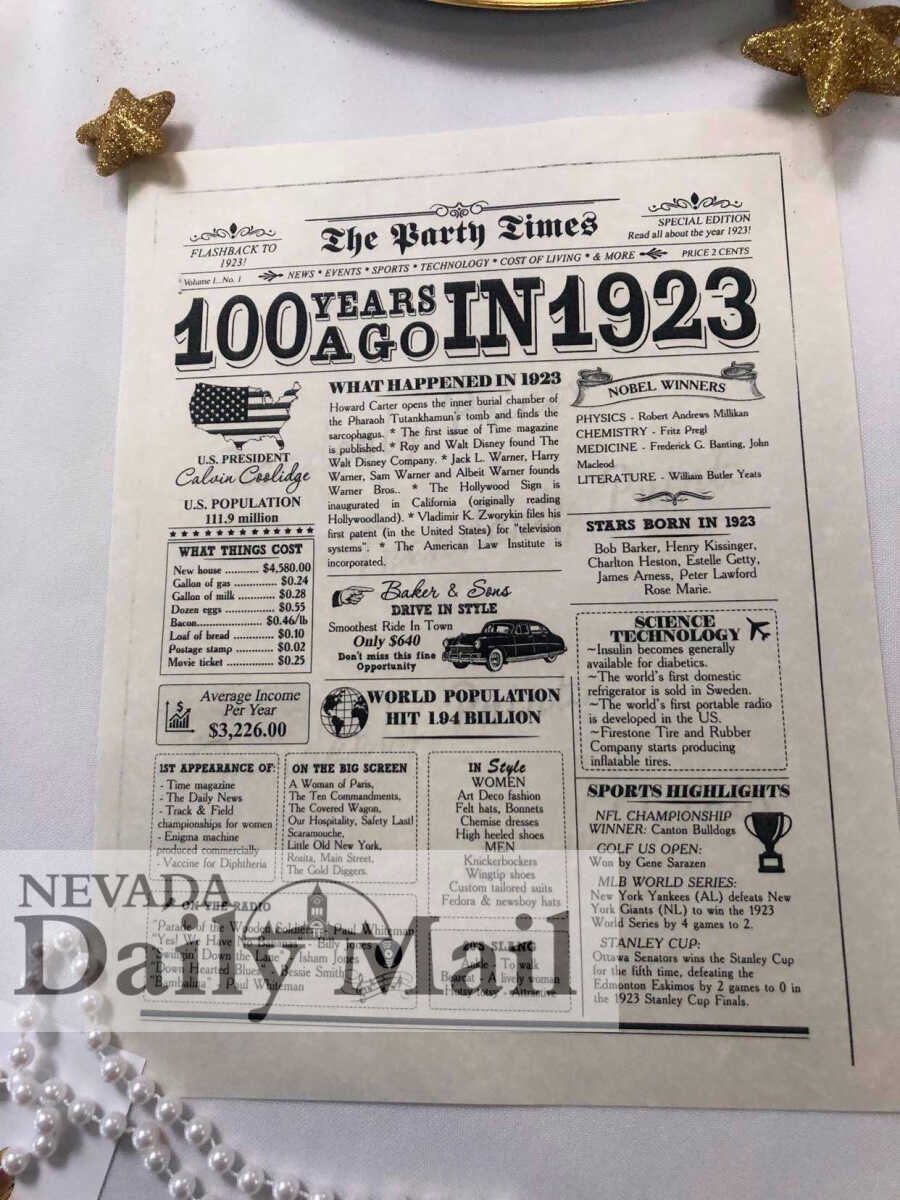 FLASHBACK TO
1923!
The Party Times
SPECIAL EDITION
Read all about the year 1923!
Volume 1...No. 1
NEWS * EVENTS * SPORTS * TECHNOLOGY * COST OF LIVING * & MORE
PRICE 2 CENTS
100 YEARS AGO IN 1923
U.S. PRESIDENT
Calvin Coolidge
U.S. POPULATION
111.9 million
WHAT THINGS COST
New house .......... $4,580.00
Gallon of gas .............. $0.24
Gallon of milk .............. $0.28
Dozen eggs ................ $0.55
Bacon..................... $0.46/lb
Loaf of bread ............ $0.10
Postage stamp ............ $0.02
Movie ticket .............. $0.25
Average Income
Per Year
$3,226.00
WHAT HAPPENED IN 1923
Howard Carter opens the inner burial chamber of
the Pharaoh Tutankhamun's tomb and finds the
sarcophagus. * The first issue of Time magazine
is published. * Roy and Walt Disney found The
Walt Disney Company. * Jack L. Warner, Harry
Warner, Sam Warner and Albeit Warner founds
Warner Bros.. * The Hollywood Sign is
inaugurated in California (originally reading
Hollywoodland). * Vladimir K. Zworykin files his
first patent (in the United States) for "television
systems". * The American Law Institute is
incorporated.
Baker & Sons
DRIVE IN STYLE
Smoothest Ride In Town
Only $640
Don't miss this fine
Opportunity
WORLD POPULATION
HIT 1.94 BILLION
NOBEL WINNERS
PHYSICS - Robert Andrews Millikan
CHEMISTRY - Fritz Pregl
MEDICINE - Frederick G. Banting, John
Macleod
LITERATURE - William Butler Yeats
STARS BORN IN 1923
Bob Barker, Henry Kissinger,
Charlton Heston, Estelle Getty,
James Arness, Peter Lawford
Rose Marie.
SCIENCE
TECHNOLOGY
~Insulin becomes generally
available for diabetics.
~The world's first domestic
refrigerator is sold in Sweden.
~The world's first portable radio
is developed in the US.
~Firestone Tire and Rubber
Company starts producing
inflatable tires.
1ST APPEARANCE OF:
- Time magazine
- The Daily News
- Track & Field
championships for women
- Enigma machine
produced commercially
- Vaccine for Diphtheria
ON THE BIG SCREEN
A Woman of Paris,
The Ten Commandments,
The Covered Wagon,
Our Hospitality, Safety Last!
Scaramouche,
Little Old New York,
Rosita, Main Street,
The Gold Diggers.
IN Style
WOMEN
Art Deco fashion
Felt hats, Bonnets
Chemise dresses
High heeled shoes
MEN
Knickerbockers
Wingtip shoes
Custom tailored suits
Fedora & newsboy hats
SPORTS HIGHLIGHTS
NFL CHAMPIONSHIP
WINNER: Canton Bulldogs
GOLF US OPEN:
Won by Gene Sarazen
MLB WORLD SERIES:
New York Yankees (AL) defeats New
York Giants (NL) to win the 1923
World Series by 4 games to 2.
STANLEY CUP:
Ottawa Senators wins the Stanley Cup
for the fifth time, defeating the
Edmonton Eskimos by 2 games to 0 in
the 1923 Stanley Cup Finals.
ON THE RADIO
"Parade of the Wooden Soldiers" Paul Whiteman
"Yes! We Have Billy Jones
Down the Lane" Isham Jones
"Down Hearted Blues" Bessie Smith
"Bambalina" Paul Whiteman
20'S SLANG
Ankle - To walk
Bearcat - A lively woman
NEVADA
Daily Mail